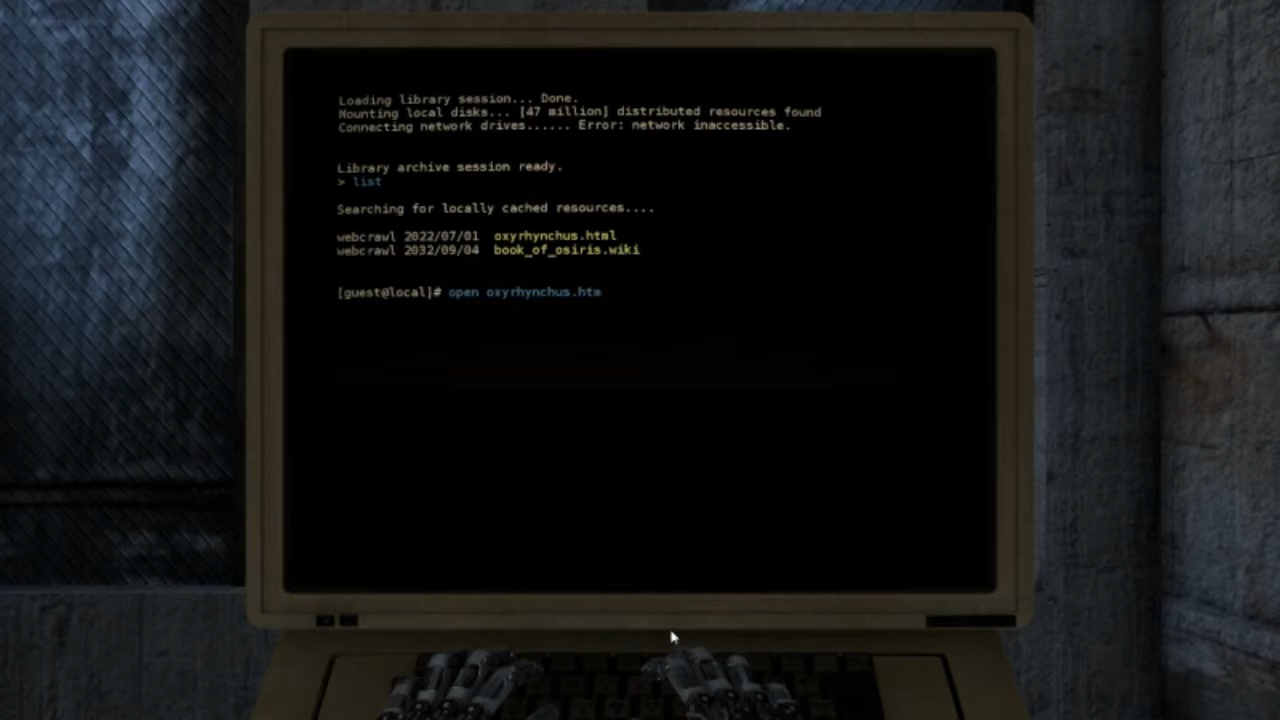 Loading library session... Done.
Mounting local disks... [47 million] distributed resources found
Connecting network drives...... Error: network inaccessible.
Library archive session ready.
> list
Searching for locally cached resources....
webcrawl 2022/07/01 oxyrhynchus.html
webcrawl 2032/09/04 book_of_osiris.wiki
[guest@local]# open oxyrhynchus.htm